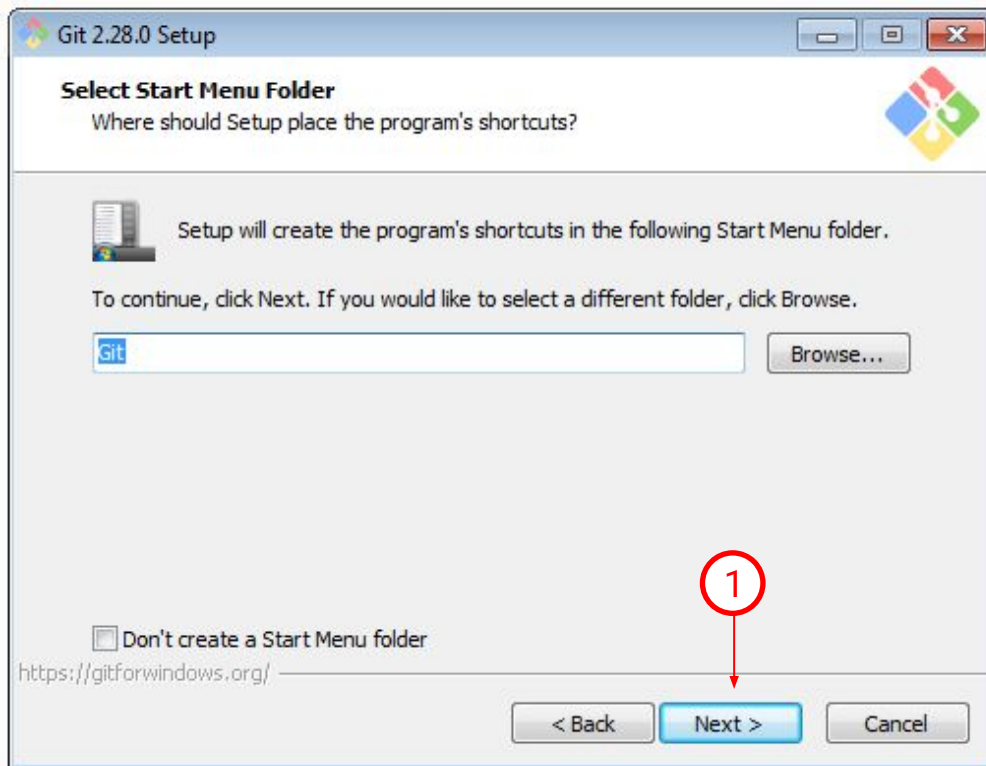 Git 2.28.0 Setup
Select Start Menu Folder
Where should Setup place the program's shortcuts?
Setup will create the program's shortcuts in the following Start Menu folder.
To continue, click Next. If you would like to select a different folder, click Browse.
Git
Browse...
1
Don't create a Start Menu folder
https://gitforwindows.org/
< Back
Next >
Cancel